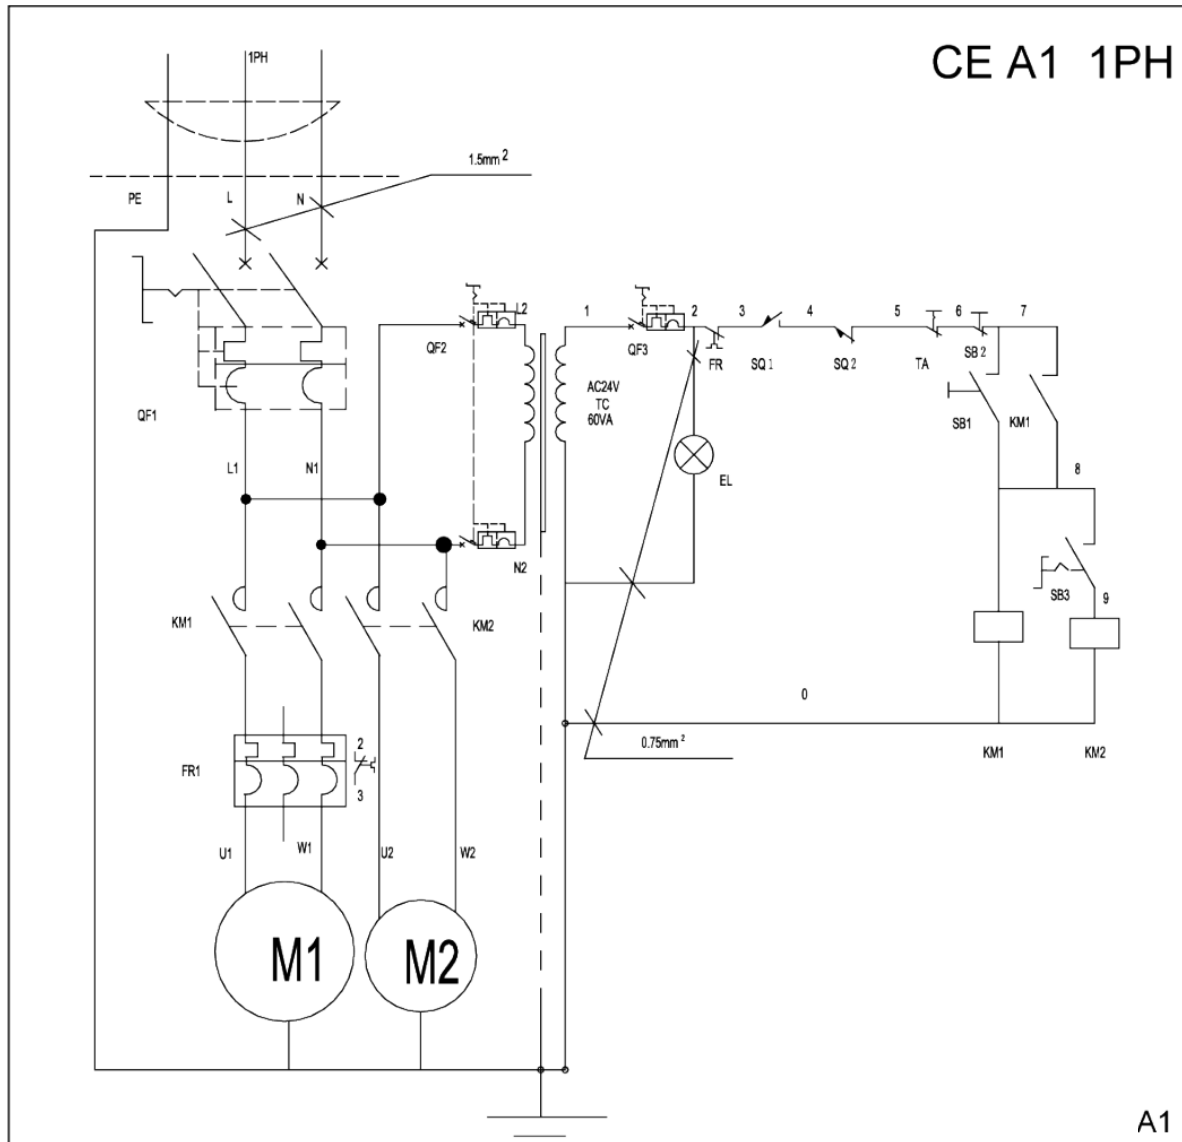 CE A1 1PH
1PH
1.5mm 2
PE
L
N
QF1
QF2
L2
1
QF3
2
FR
3
SQ 1
4
SQ 2
5
TA
6
SB 2
7
AC24V
TC
60VA
SB1
KM1
EL
8
L1
N1
N2
KM1
KM2
SB3
9
0
0.75mm 2
KM1
KM2
FR1
2
3
U1
W1
U2
W2
M1
M2
A1